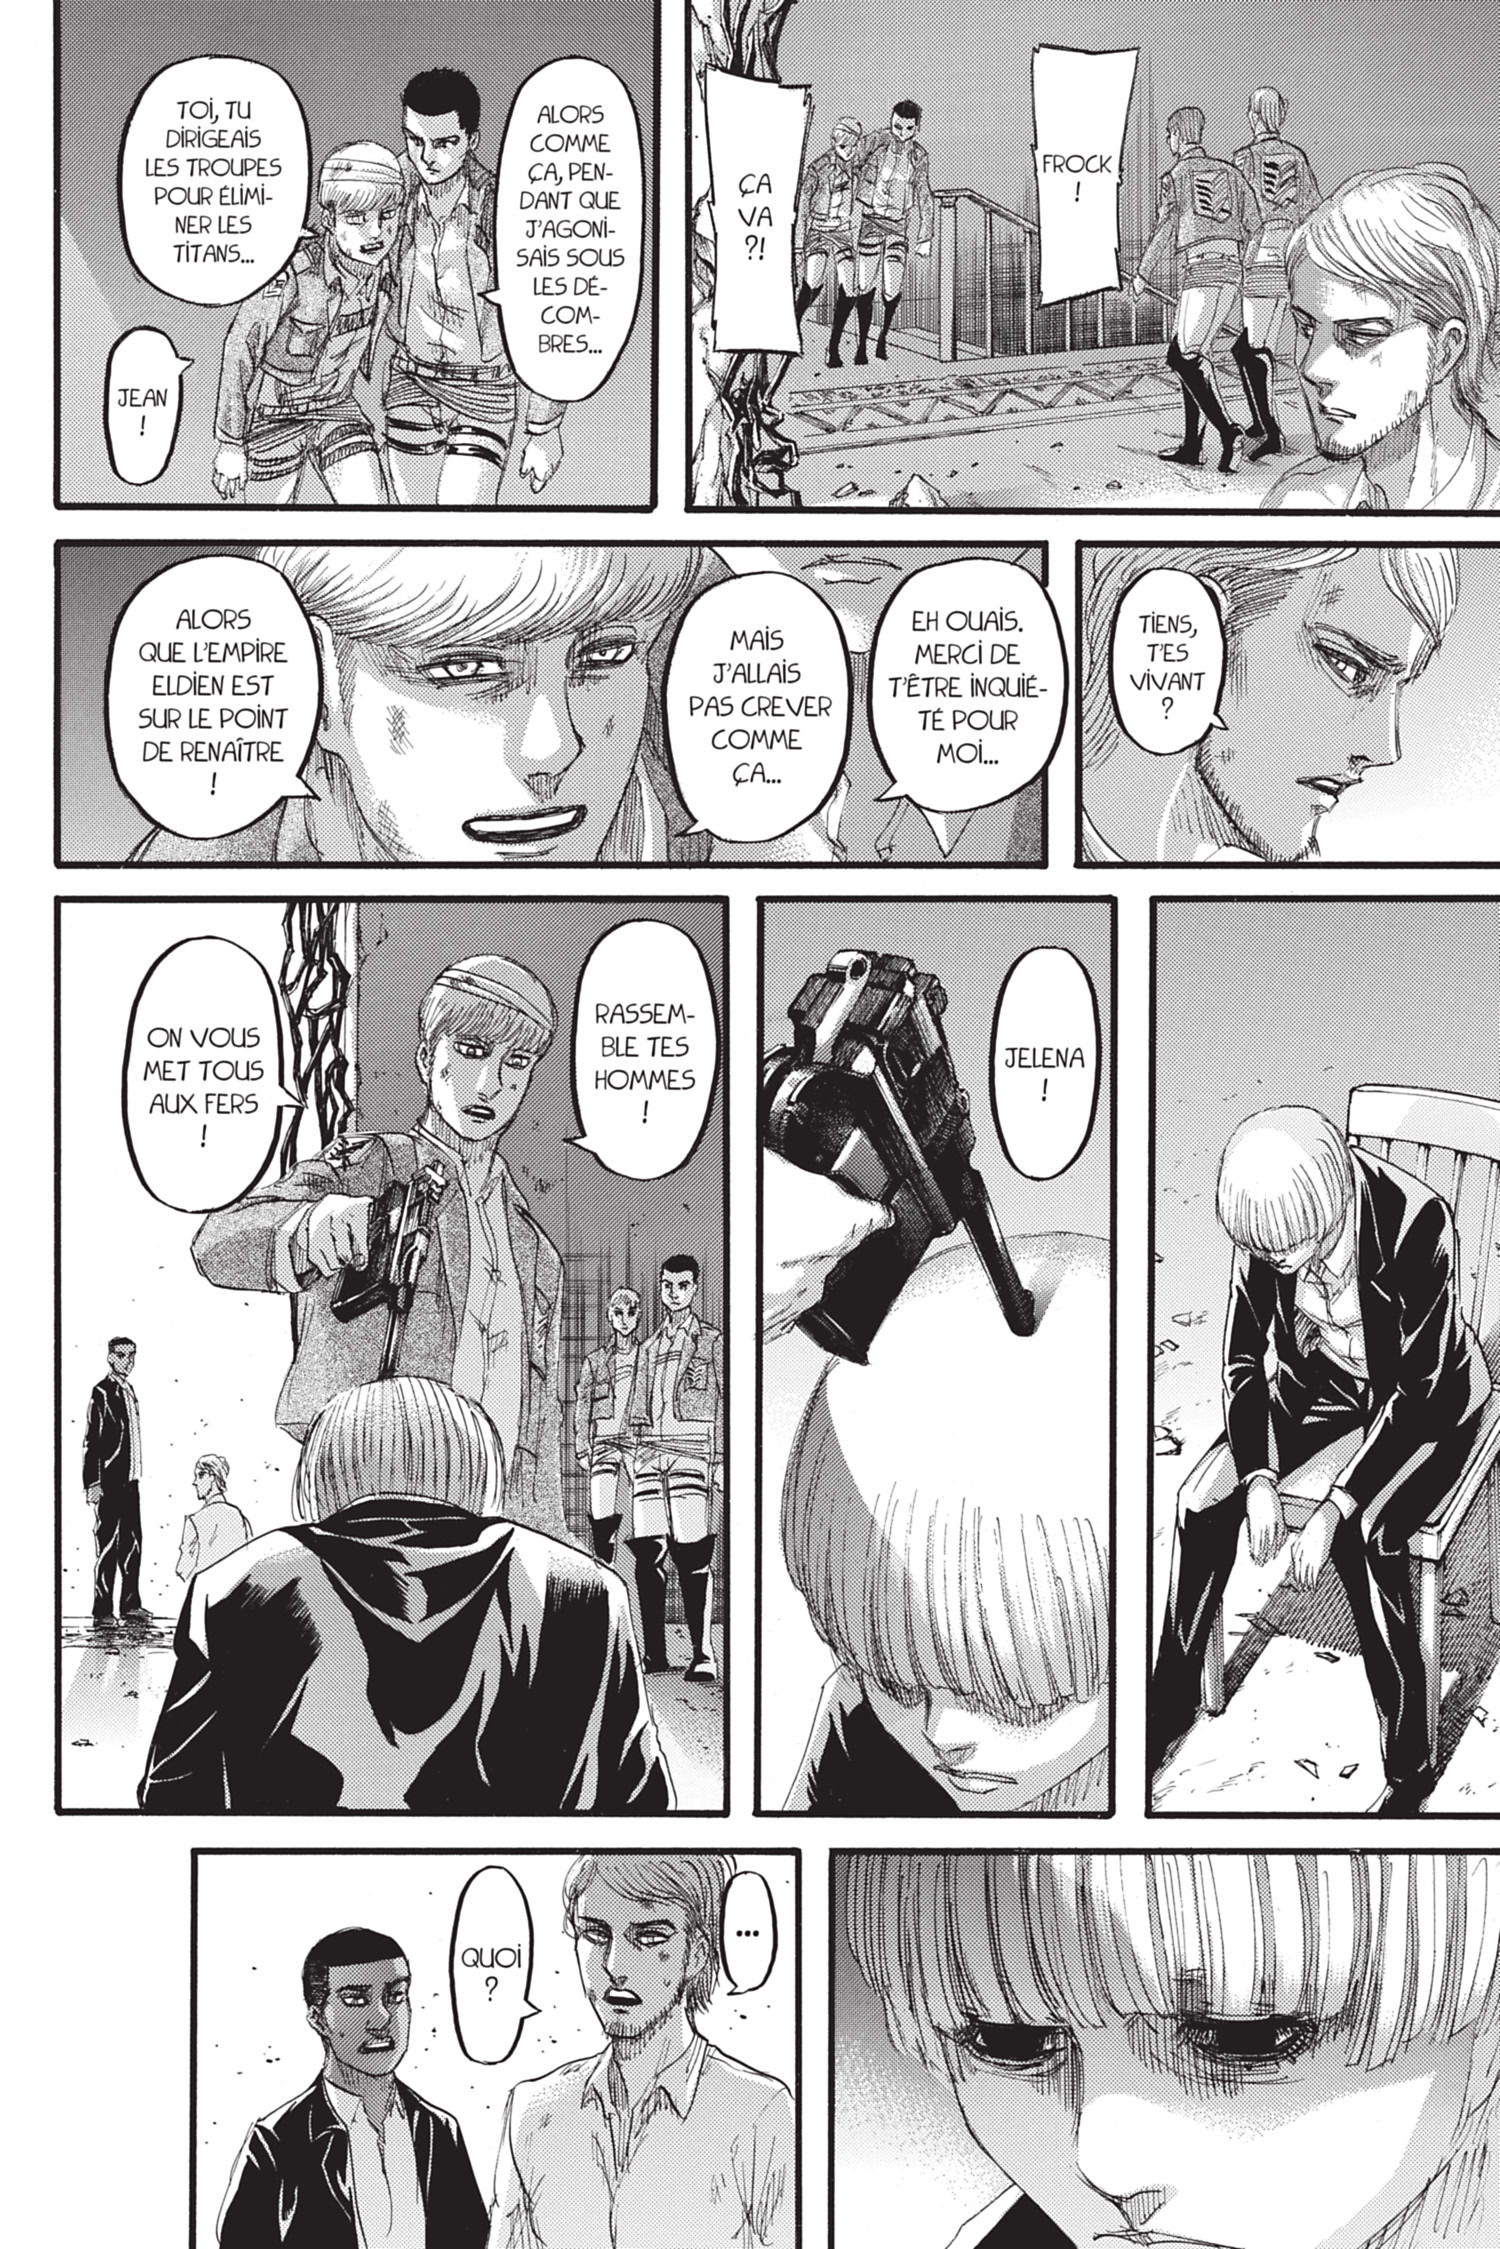 FROCK
!
ÇA
VA
?!
ALORS
COMME
ÇA, PEN-
DANT QUE
J'AGONI-
SAIS SOUS
LES DÉ-
COM-
BRES...
TOI, TU
DIRIGEAIS
LES TROUPES
POUR ÉLIMI-
NER LES
TITANS...
JEAN
!
TIENS,
T'ES
VIVANT
?
EH OUAIS.
MERCI DE
T'ÊTRE INQUIÉ-
TÉ POUR
MOI...
MAIS
J'ALLAIS
PAS CREVER
COMME
ÇA...
ALORS
QUE L'EMPIRE
ELDIEN EST
SUR LE POINT
DE RENAÎTRE
!
JELENA
!
RASSEM-
BLE TES
HOMMES
!
ON VOUS
MET TOUS
AUX FERS
!
...
QUOI
?